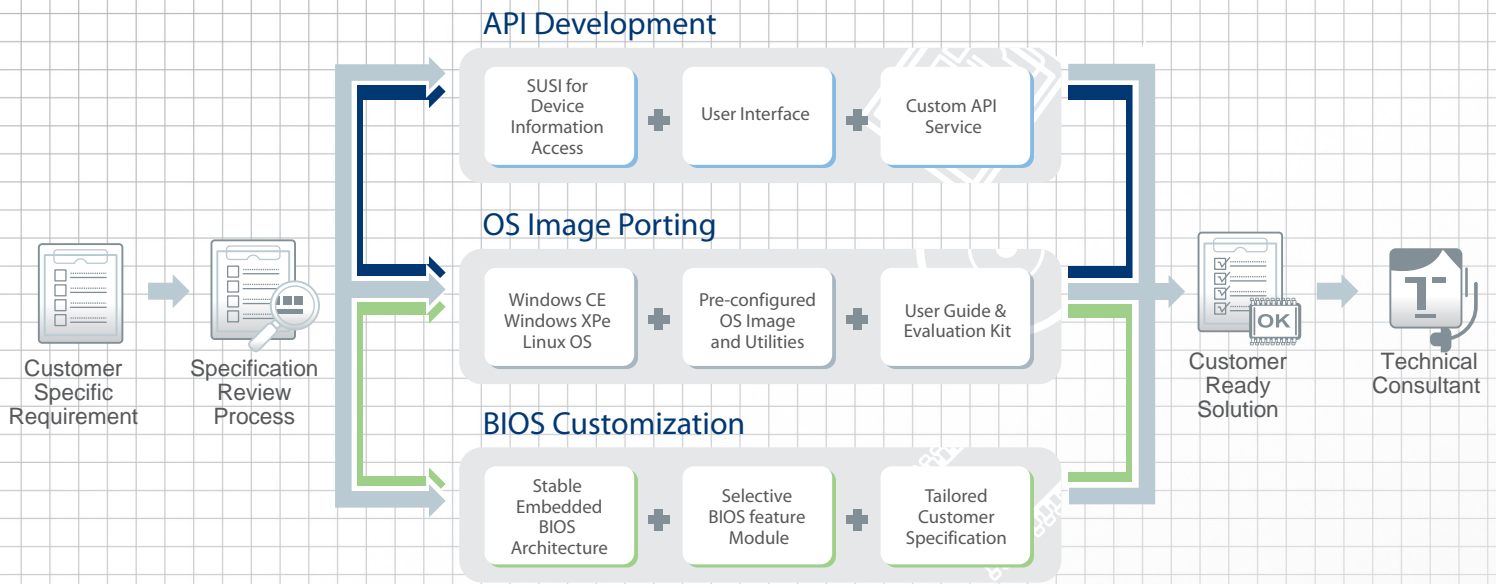 API Development
SUSI for
Device
Information
Access
User Interface
Custom API
Service
OS Image Porting
Customer
Specific
Requirement
Specification
Review
Process
Windows CE
Windows XPe
Linux OS
Pre-configured
OS Image
and Utilities
User Guide &
Evaluation Kit
OK
Customer
Ready
Solution
Technical
Consultant
BIOS Customization
Stable
Embedded
BIOS
Architecture
Selective
BIOS feature
Module
Tailored
Customer
Specification